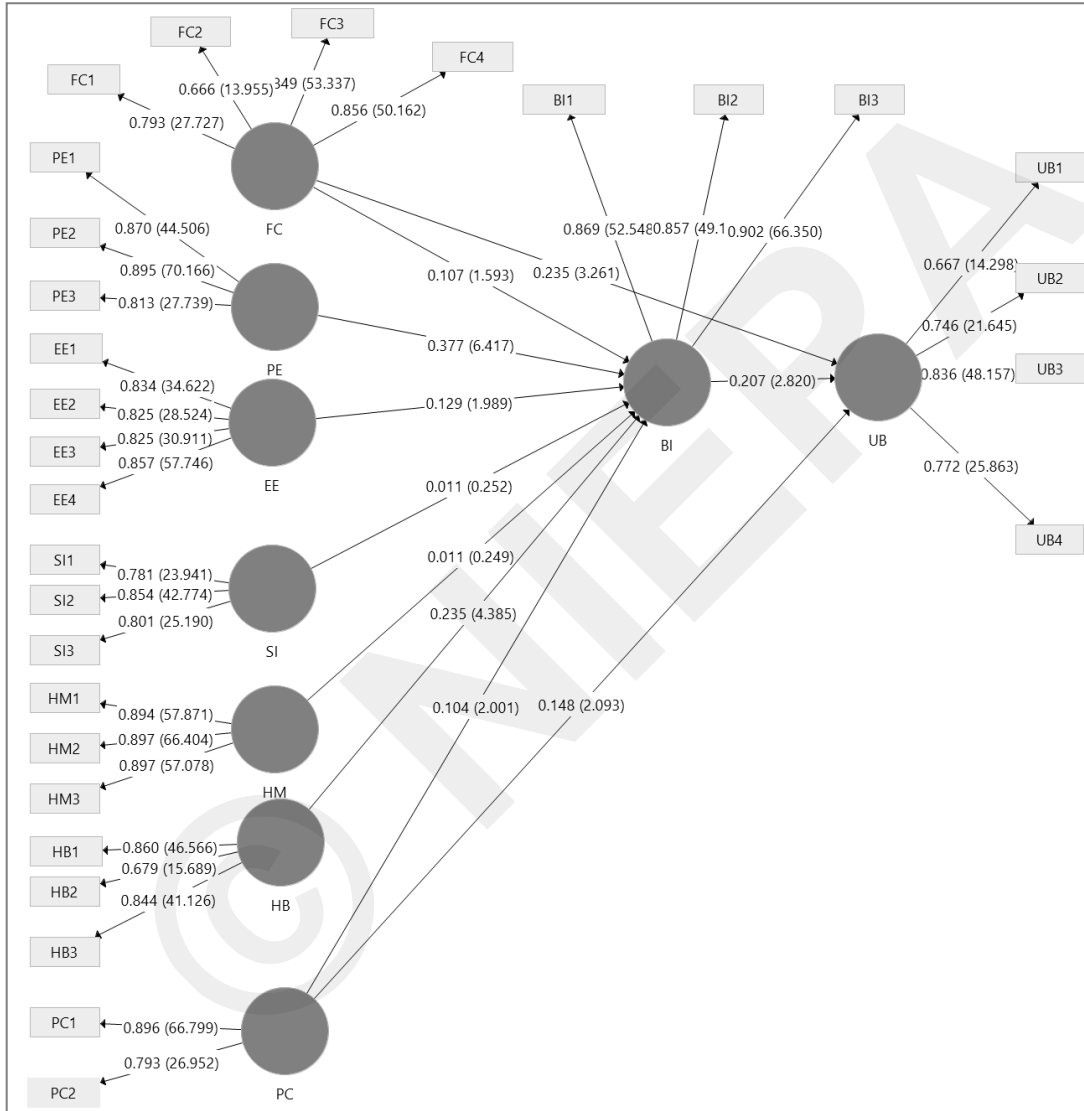 FC2
FC3
FC4
FC1
0.666 (13.955)
349 (53.337)
0.856 (50.162)
0.793 (27.727)
FC
BI1
BI2
BI3
0.869 (52.548
0.857 (49.1
0.902 (66.350)
PE1
PE2
PE3
0.870 (44.506)
0.895 (70.166)
0.813 (27.739)
PE
0.107 (1.593)
0.235 (3.261)
0.377 (6.417)
UB1
UB2
UB3
UB4
0.667 (14.298)
0.746 (21.645)
0.836 (48.157)
0.772 (25.863)
UB
EE1
EE2
EE3
EE4
0.834 (34.622)
0.825 (28.524)
0.825 (30.911)
0.857 (57.746)
EE
0.129 (1.989)
BI
0.207 (2.820)
0.011 (0.252)
SI1
SI2
SI3
0.781 (23.941)
0.854 (42.774)
0.801 (25.190)
SI
0.011 (0.249)
0.235 (4.385)
HM1
HM2
HM3
0.894 (57.871)
0.897 (66.404)
0.897 (57.078)
HM
0.104 (2.001)
0.148 (2.093)
HB1
HB2
HB3
0.860 (46.566)
0.679 (15.689)
0.844 (41.126)
HB
PC1
PC2
0.896 (66.799)
0.793 (26.952)
PC
© NIEPA